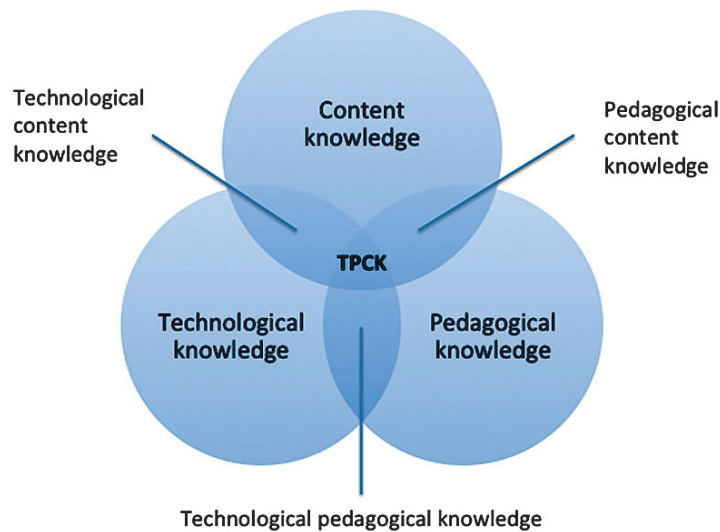 Technological
content
knowledge
Content
knowledge
Pedagogical
content
knowledge
TPCK
Technological
knowledge
Pedagogical
knowledge
Technological pedagogical knowledge